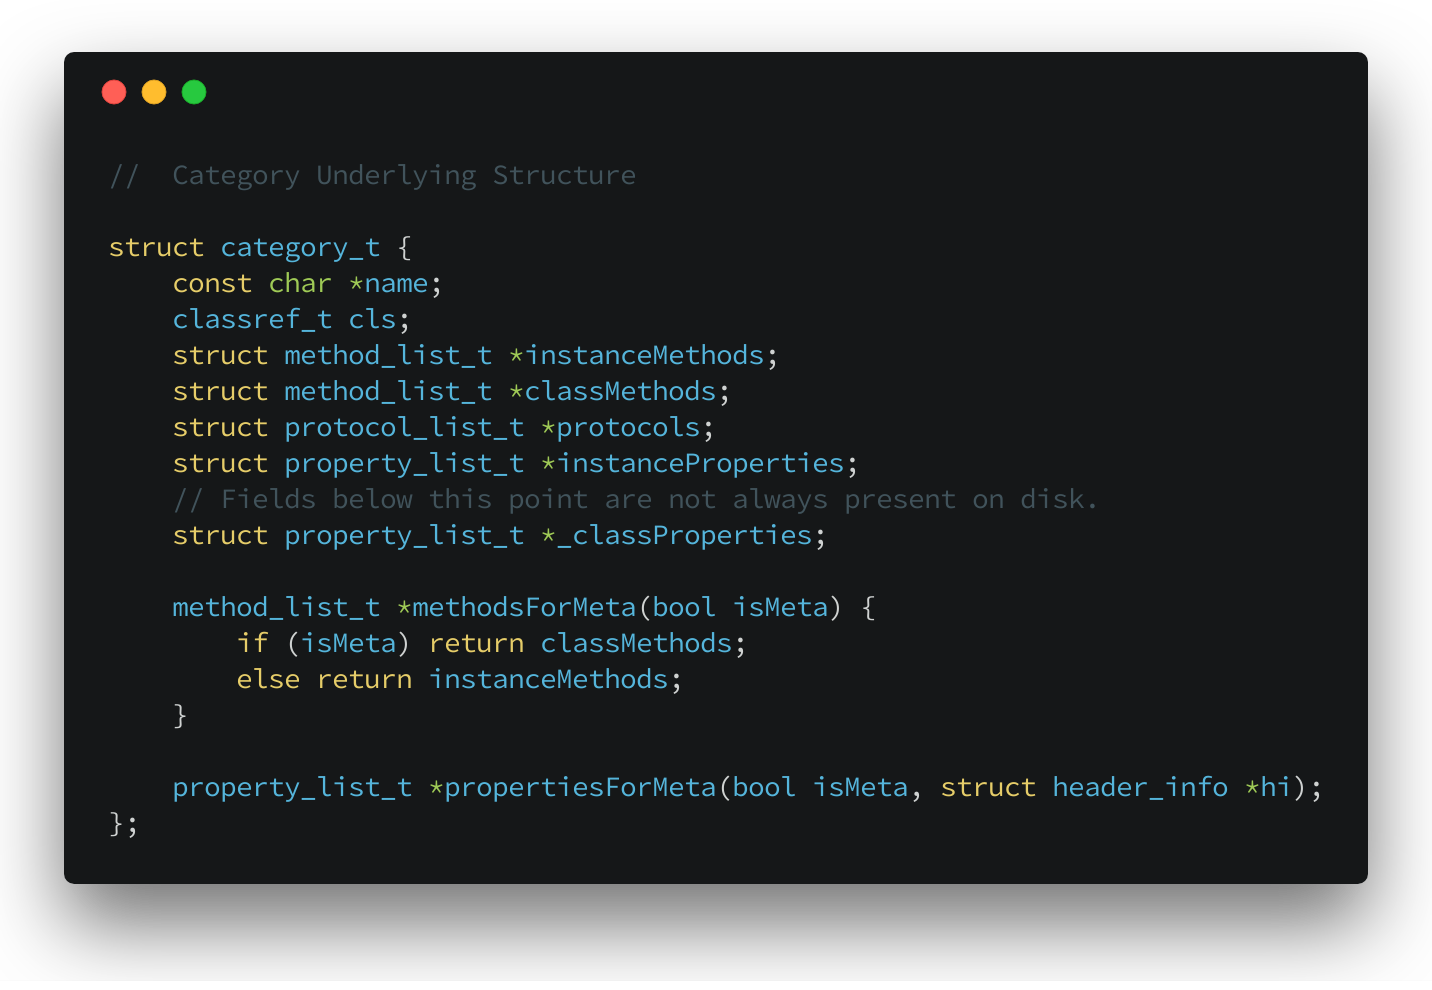 //  Category Underlying Structure

struct category_t {
    const char *name;
    classref_t cls;
    struct method_list_t *instanceMethods;
    struct method_list_t *classMethods;
    struct protocol_list_t *protocols;
    struct property_list_t *instanceProperties;
    // Fields below this point are not always present on disk.
    struct property_list_t *_classProperties;

    method_list_t *methodsForMeta(bool isMeta) {
        if (isMeta) return classMethods;
        else return instanceMethods;
    }

    property_list_t *propertiesForMeta(bool isMeta, struct header_info *hi);
};